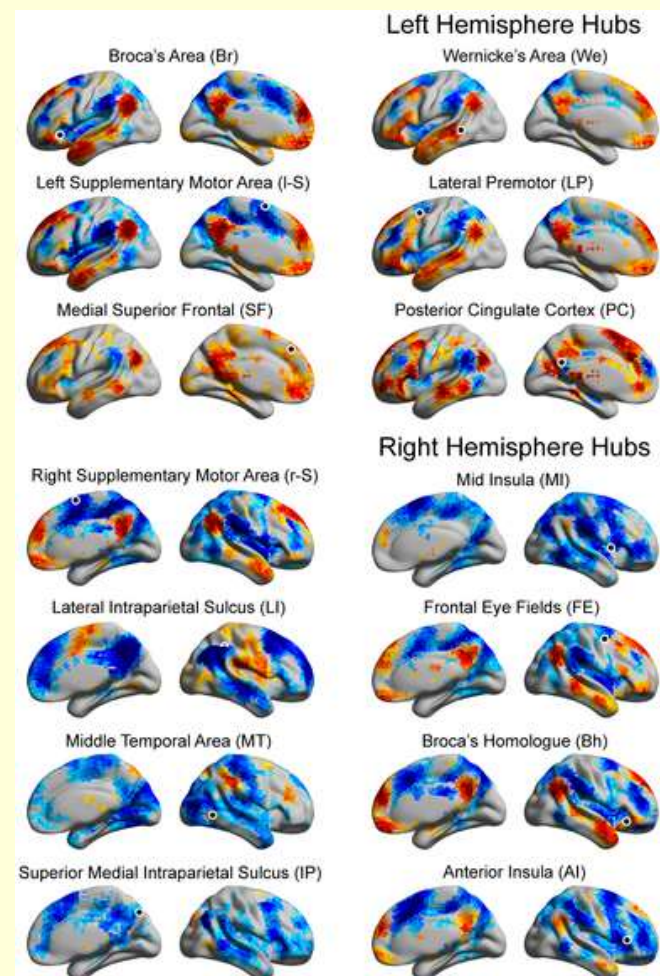 Left Hemisphere Hubs
Broca's Area (Br)
Wernicke's Area (We)
Left Supplementary Motor Area (l-S)
Lateral Premotor (LP)
Medial Superior Frontal (SF)
Posterior Cingulate Cortex (PC)
Right Hemisphere Hubs
Right Supplementary Motor Area (r-S)
Mid Insula (MI)
Lateral Intraparietal Sulcus (LI)
Frontal Eye Fields (FE)
Middle Temporal Area (MT)
Broca's Homologue (Bh)
Superior Medial Intraparietal Sulcus (IP)
Anterior Insula (AI)